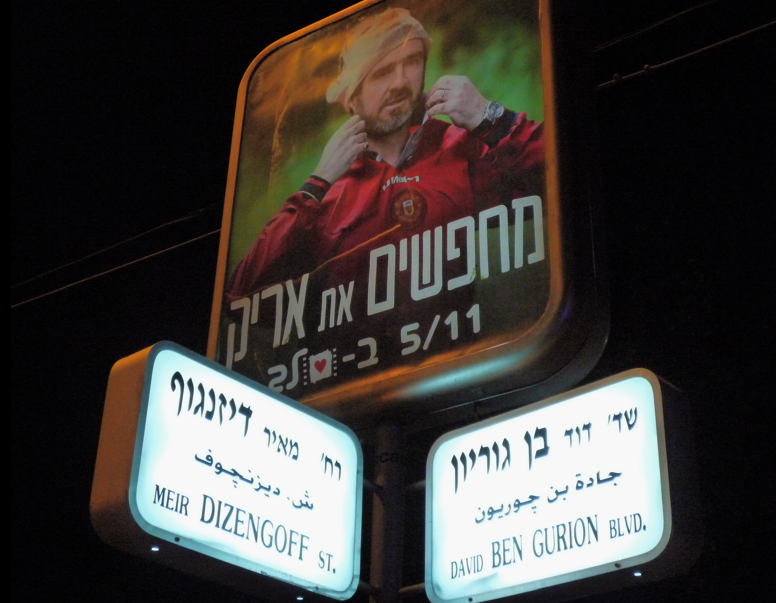 מחפשים את אריק
5/11 ב-
רח' מאיר דיזנגוף
ش. ديزنچوف
MEIR DIZENGOFF ST.
שד' דוד בן גוריון
جادة بن چوريون
DAVID BEN GURION BLVD.